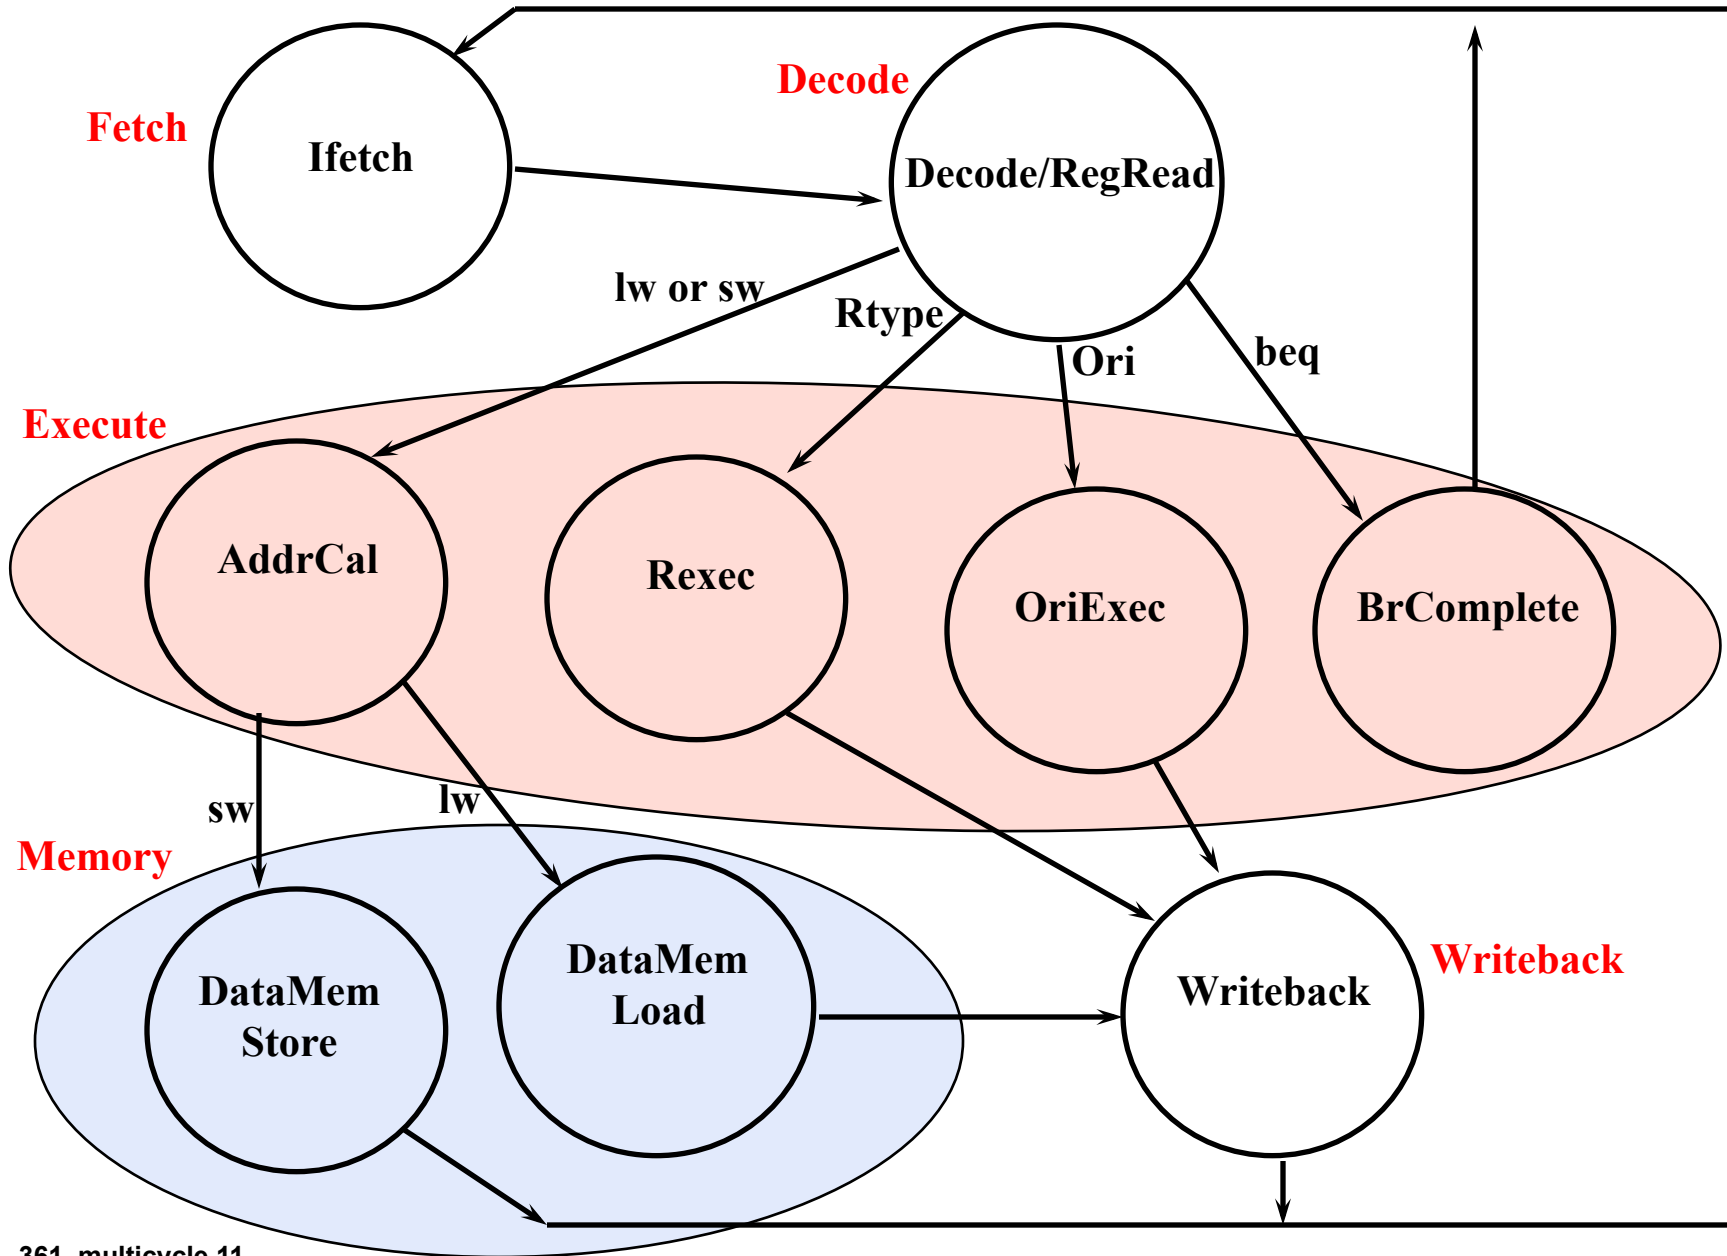 Decode
Fetch
Ifetch
Decode/RegRead
lw or sw
Rtype
Ori
beq
Execute
AddrCal
Rexec
OriExec
BrComplete
sw
lw
Memory
DataMem
Store
DataMem
Load
Writeback
Writeback
361 multicycle.11